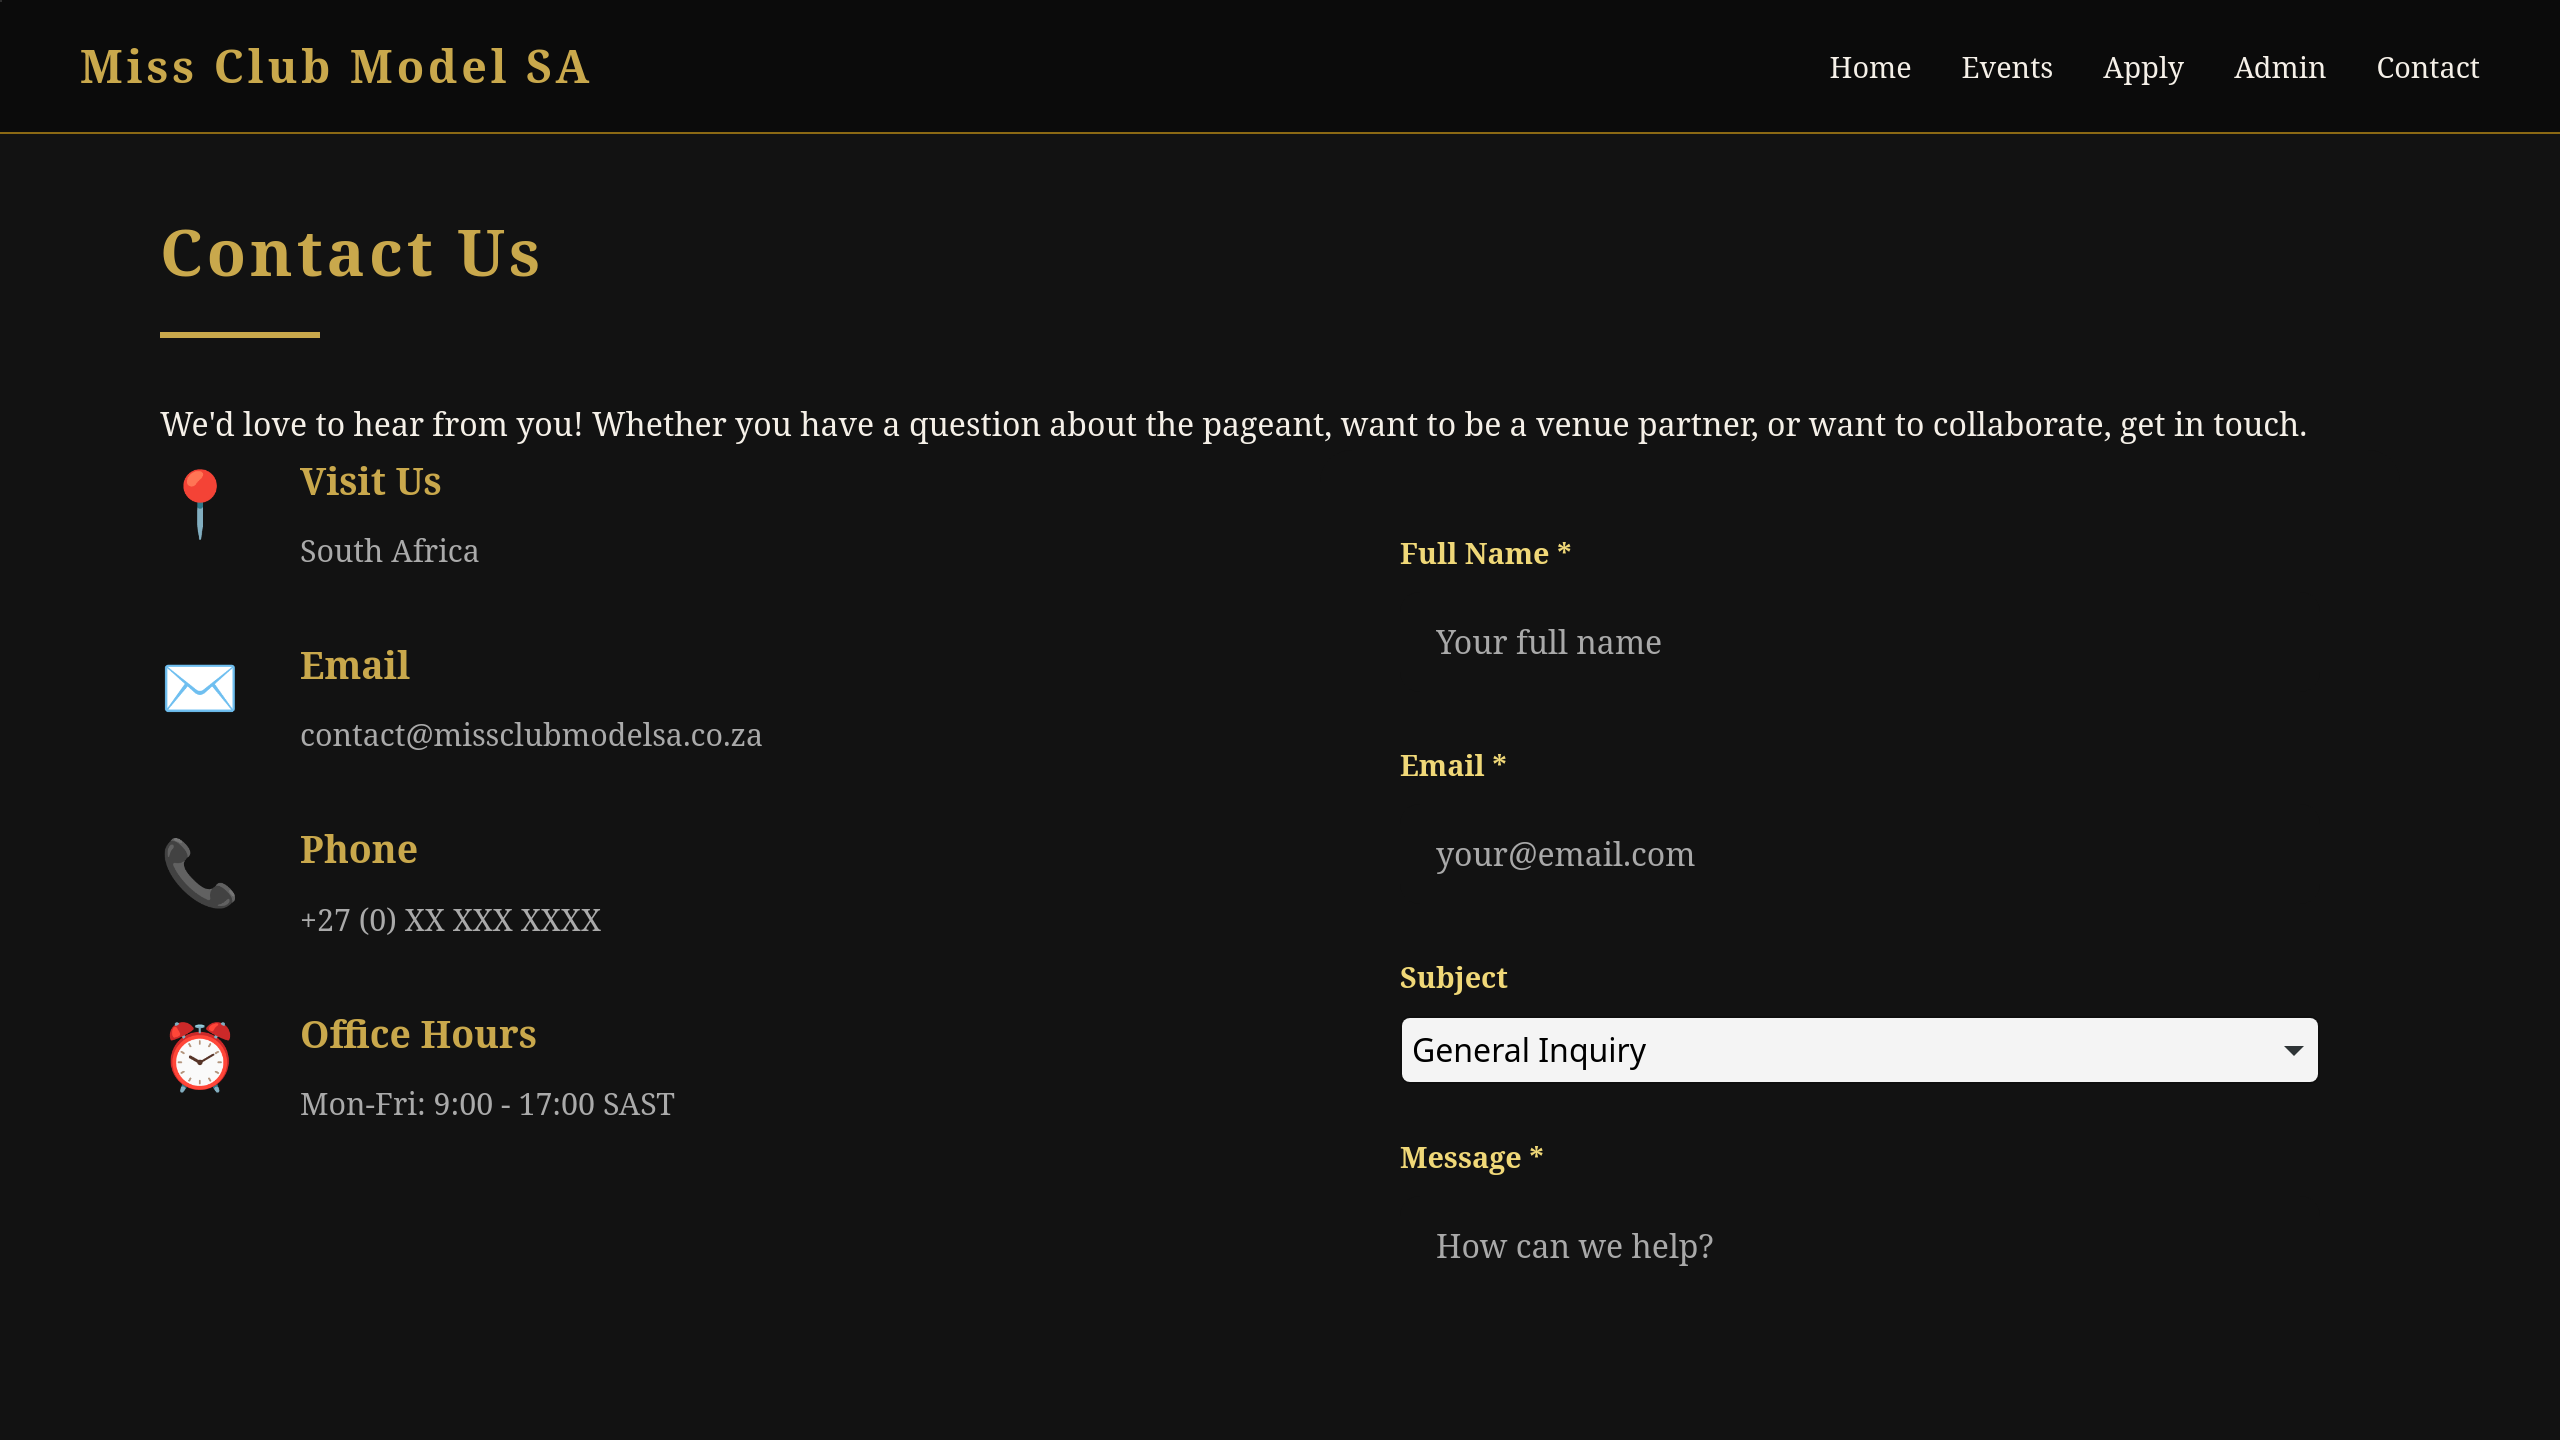 Miss Club Model SA
Home Events Apply Admin Contact
Contact Us
We'd love to hear from you! Whether you have a question about the pageant, want to be a venue partner, or want to collaborate, get in touch.
Visit Us
South Africa
Email
contact@missclubmodelsa.co.za
Phone
+27 (0) XX XXX XXXX
Office Hours
Mon-Fri: 9:00 - 17:00 SAST
Full Name *
Your full name
Email *
your@email.com
Subject
General Inquiry
Message *
How can we help?